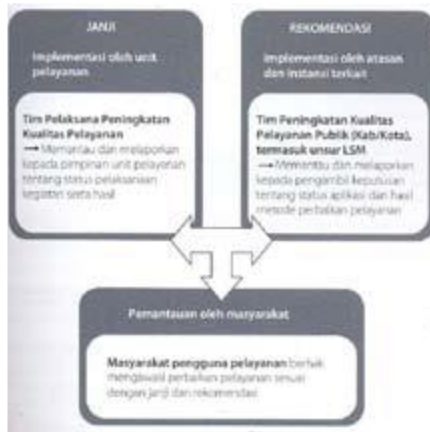 JANJI
Implementasi oleh unit
pelayanan
Tim Pelaksana Peningkatan
Kualitas Pelayanan
→ Memantau dan melaporkan
kepada pimpinan unit pelayanan
tentang status pelaksanaan
kegiatan serta hasil
REKOMENDASI
Implementasi oleh atasan
dan instansi terkait
Tim Peningkatan Kualitas
Pelayanan Publik (Kab/Kota),
termasuk unsur LSM
→ Memantau dan melaporkan
kepada pengambil keputusan
tentang status aplikasi dan hasil
metode perbaikan pelayanan
Pemantauan oleh masyarakat
Masyarakat pengguna pelayanan berhak
mengawasi perbaikan pelayanan sesuai
dengan janji dan rekomendasi